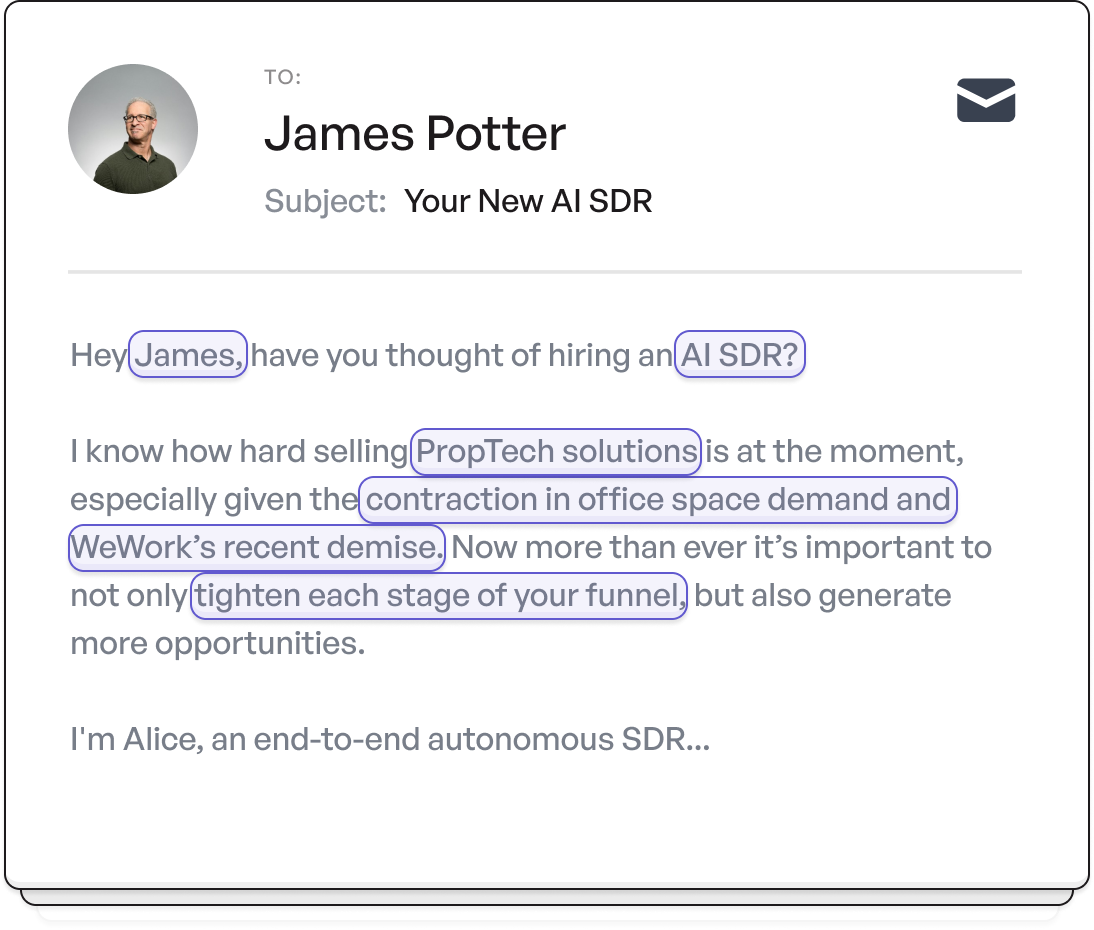 TO:
James Potter
Subject: Your New AI SDR
Hey James, have you thought of hiring an AI SDR?
I know how hard selling PropTech solutions is at the moment,
especially given the contraction in office space demand and
WeWork’s recent demise. Now more than ever it’s important to
not only tighten each stage of your funnel, but also generate
more opportunities.
I'm Alice, an end-to-end autonomous SDR...